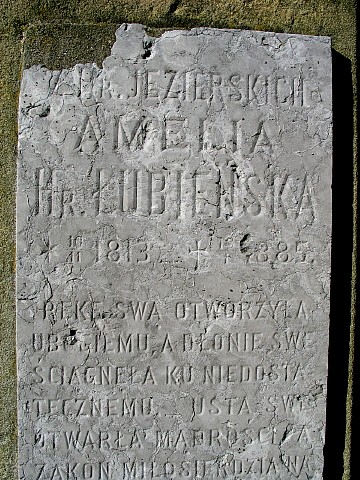 Z HR. JEZIERSKICH
AMELIA
HR. ŁUBIEŃSKA
* 1813 + 1885.
RĘKĘ SWĄ OTWORZYŁA
UBOGIEMU, A DŁONIE SWE
ŚCIĄGNĘŁA KU NIEDOSTA
TECZNEMU. USTA SWE
OTWARŁA MĄDROŚCI, A
ZAKON MIŁOSIERDZIA NA